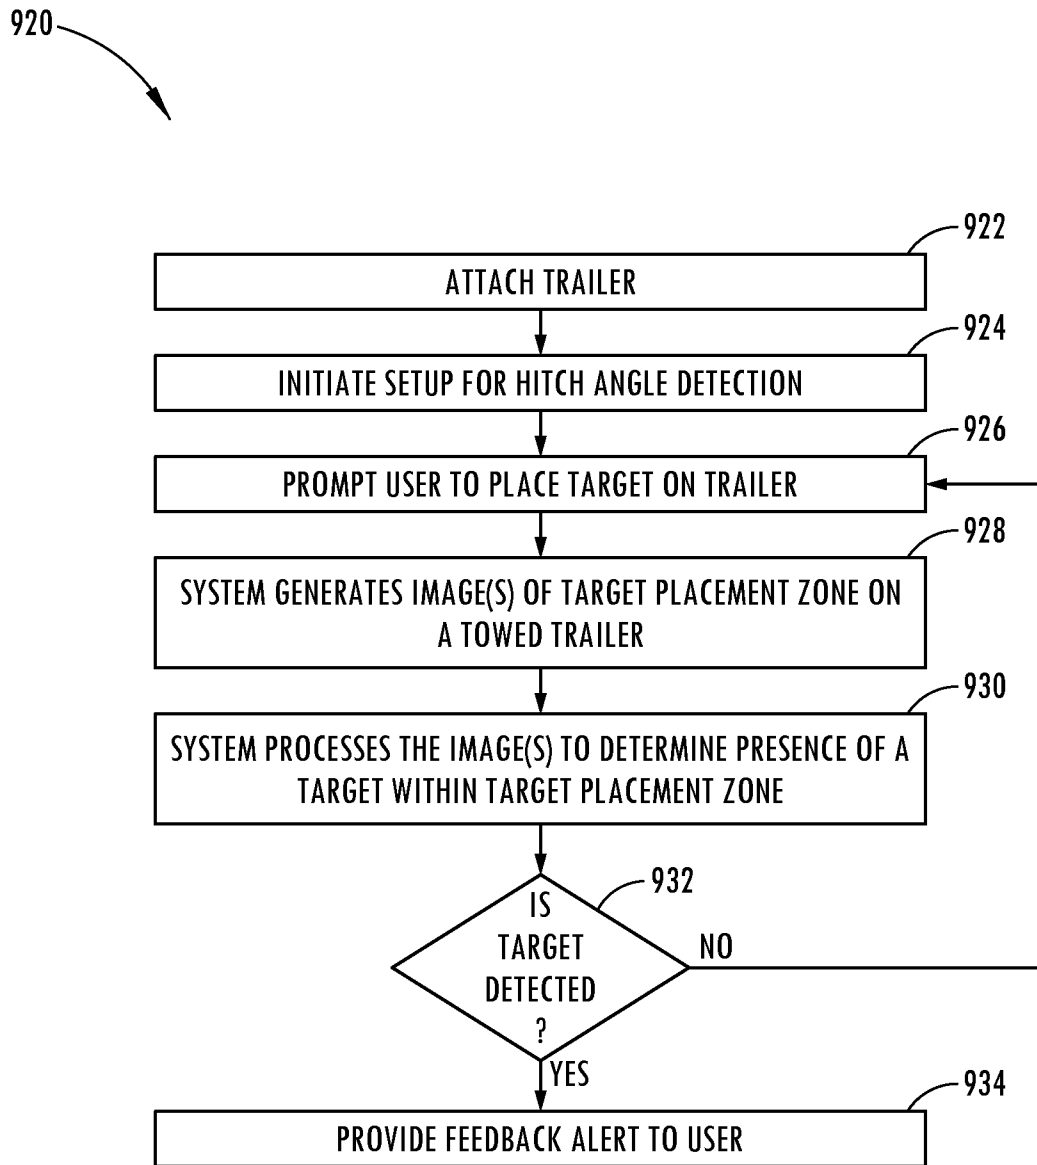 920
922
ATTACH TRAILER
924
INITIATE SETUP FOR HITCH ANGLE DETECTION
926
PROMPT USER TO PLACE TARGET ON TRAILER
928
SYSTEM GENERATES IMAGE(S) OF TARGET PLACEMENT ZONE ON
A TOWED TRAILER
930
SYSTEM PROCESSES THE IMAGE(S) TO DETERMINE PRESENCE OF A
TARGET WITHIN TARGET PLACEMENT ZONE
932
IS
TARGET
DETECTED
?
NO
YES
934
PROVIDE FEEDBACK ALERT TO USER